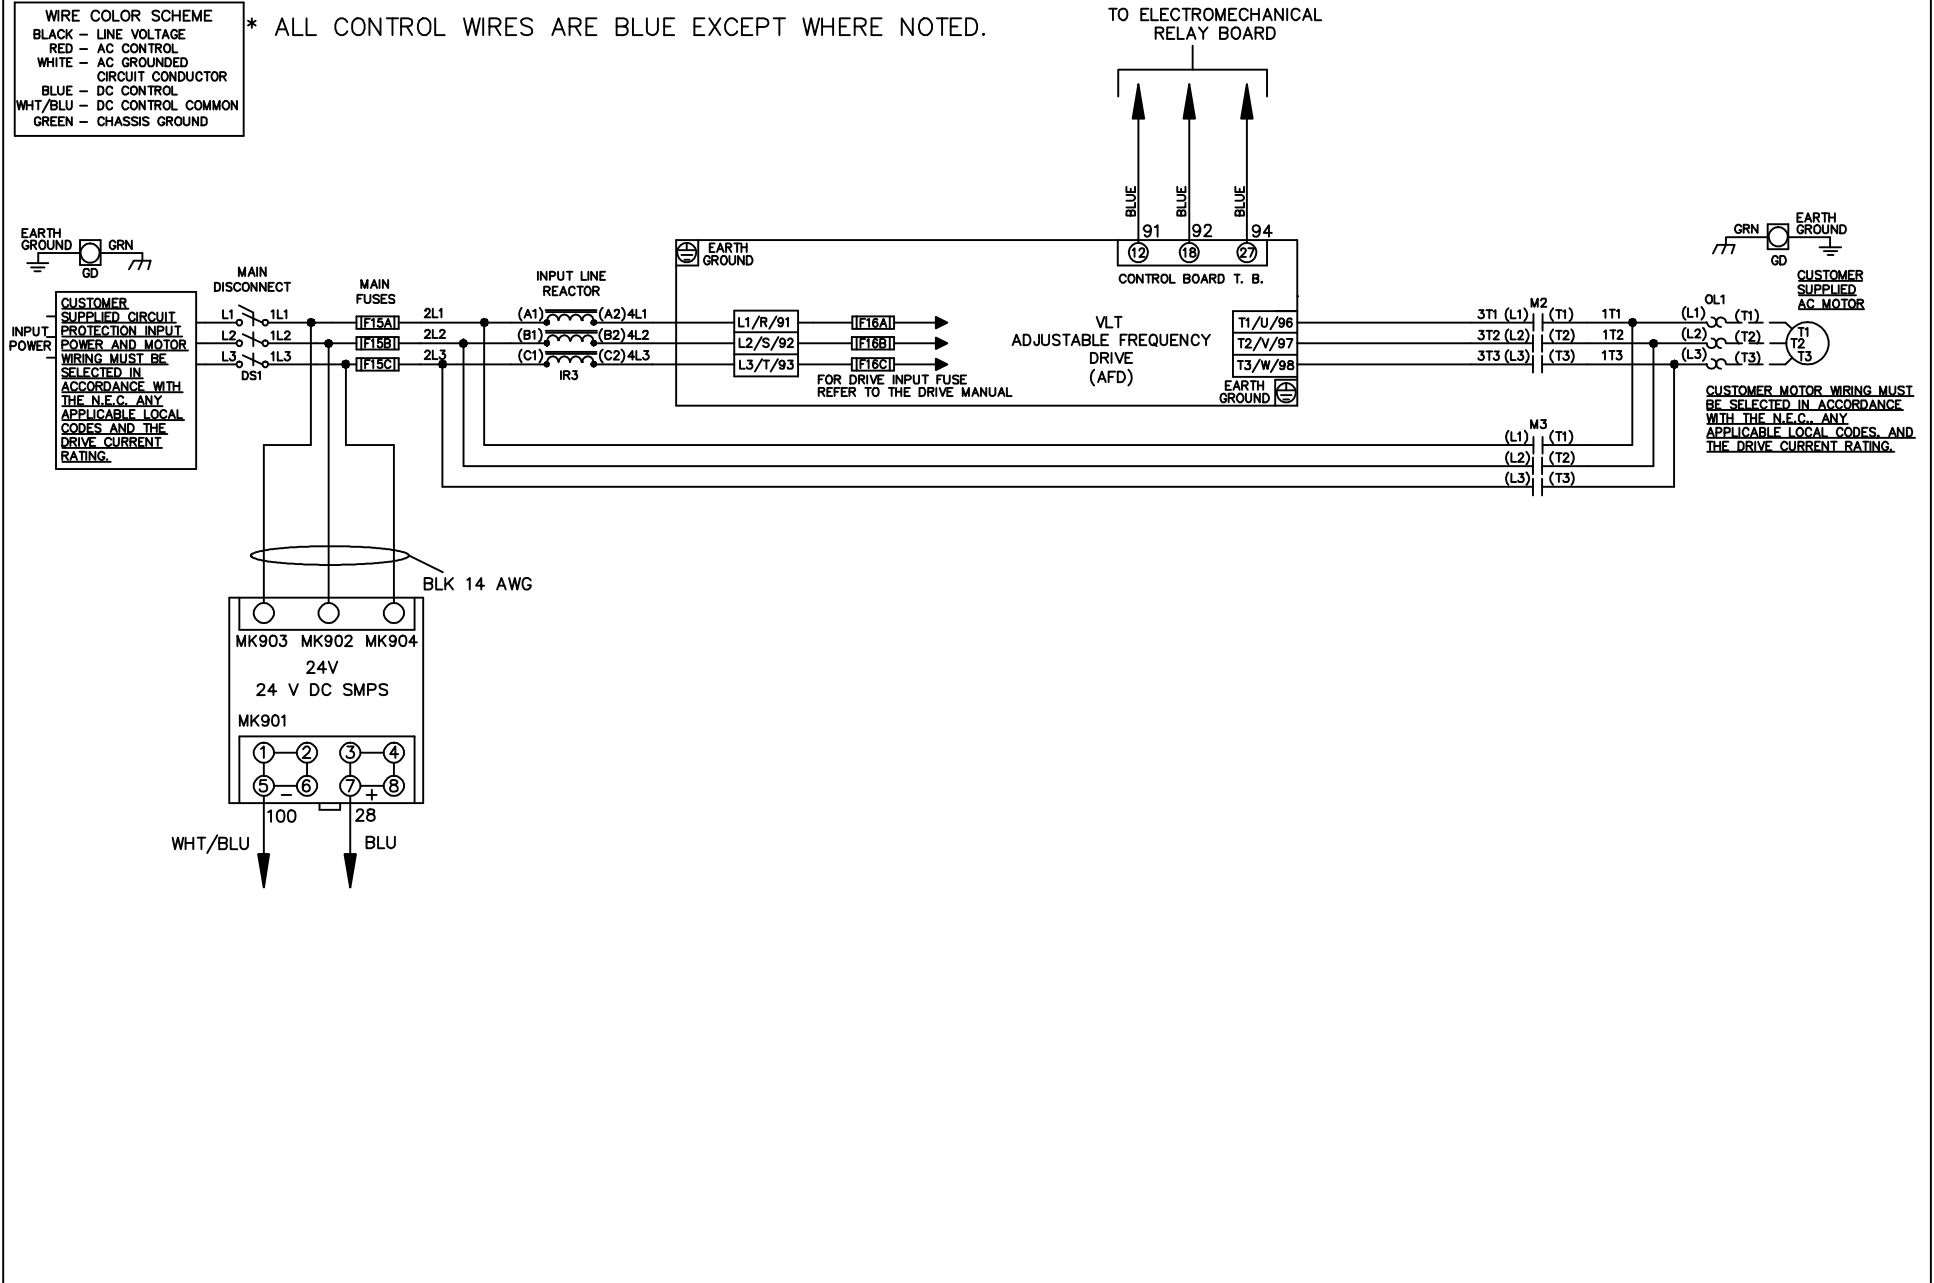 WIRE COLOR SCHEME
BLACK – LINE VOLTAGE
RED – AC CONTROL
WHITE – AC GROUNDED
CIRCUIT CONDUCTOR
BLUE – DC CONTROL
WHT/BLU – DC CONTROL COMMON
GREEN – CHASSIS GROUND
* ALL CONTROL WIRES ARE BLUE EXCEPT WHERE NOTED.
TO ELECTROMECHANICAL
RELAY BOARD
BLUE
BLUE
BLUE
91 92 94
12 18 27
CONTROL BOARD T. B.
EARTH
GROUND
GRN
GD
INPUT
POWER
CUSTOMER
SUPPLIED CIRCUIT
PROTECTION INPUT
POWER AND MOTOR
WIRING MUST BE
SELECTED IN
ACCORDANCE WITH
THE N.E.C. ANY
APPLICABLE LOCAL
CODES AND THE
DRIVE CURRENT
RATING.
MAIN
DISCONNECT
L1 1L1
L2 1L2
L3 1L3
DS1
MAIN
FUSES
F15A
F15B
F15C
2L1
2L2
2L3
INPUT LINE
REACTOR
(A1) (A2) 4L1
(B1) (B2) 4L2
(C1) (C2) 4L3
IR3
EARTH
GROUND
L1/R/91
L2/S/92
L3/T/93
F16A
F16B
F16C
FOR DRIVE INPUT FUSE
REFER TO THE DRIVE MANUAL
VLT
ADJUSTABLE FREQUENCY
DRIVE
(AFD)
T1/U/96
T2/V/97
T3/W/98
EARTH
GROUND
M2
3T1 (L1) (T1) 1T1
3T2 (L2) (T2) 1T2
3T3 (L3) (T3) 1T3
M3
(L1) (T1)
(L2) (T2)
(L3) (T3)
GRN
GD
EARTH
GROUND
CUSTOMER
SUPPLIED
AC MOTOR
OL1
(L1) (T1)
(L2) (T2)
(L3) (T3)
T1
T2
T3
CUSTOMER MOTOR WIRING MUST
BE SELECTED IN ACCORDANCE
WITH THE N.E.C., ANY
APPLICABLE LOCAL CODES, AND
THE DRIVE CURRENT RATING.
BLK 14 AWG
MK903 MK902 MK904
24V
24 V DC SMPS
MK901
1 2 3 4
5 6 7 8
– +
100 28
WHT/BLU BLU